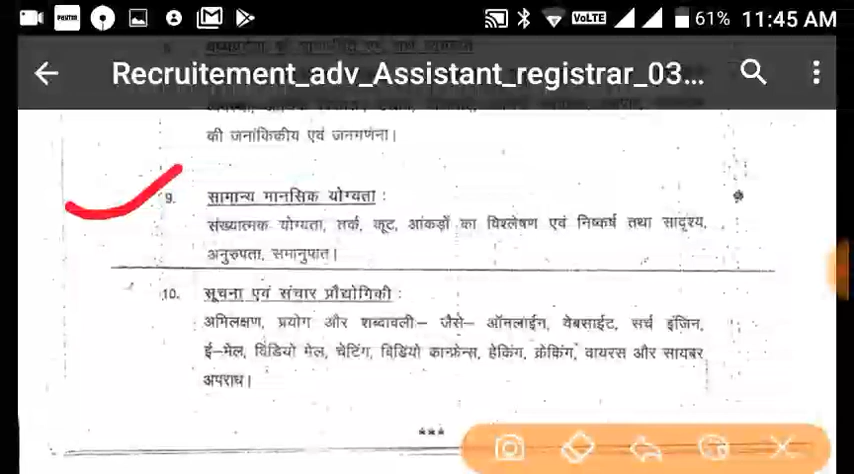 PAYTM
VoLTE
61% 11:45 AM
Recruitement_adv_Assistant_registrar_03...
की जनांकिकीय एवं जनगणना।
9. सामान्य मानसिक योग्यता :
संख्यात्मक योग्यता, तर्क, कूट, आंकड़ों का विश्लेषण एवं निष्कर्ष तथा सादृश्य,
अनुरुपता, समानुपात।
10. सूचना एवं संचार प्रौद्योगिकी :
अभिलक्षण, प्रयोग और शब्दावली– जैसे– ऑनलाईन, वेबसाईट, सर्च इंजिन,
ई–मेल, विडियो मेल, चेटिंग, विडियो कान्फ्रेन्स, हेकिंग, क्रेकिंग, वायरस और सायबर
अपराध।
***